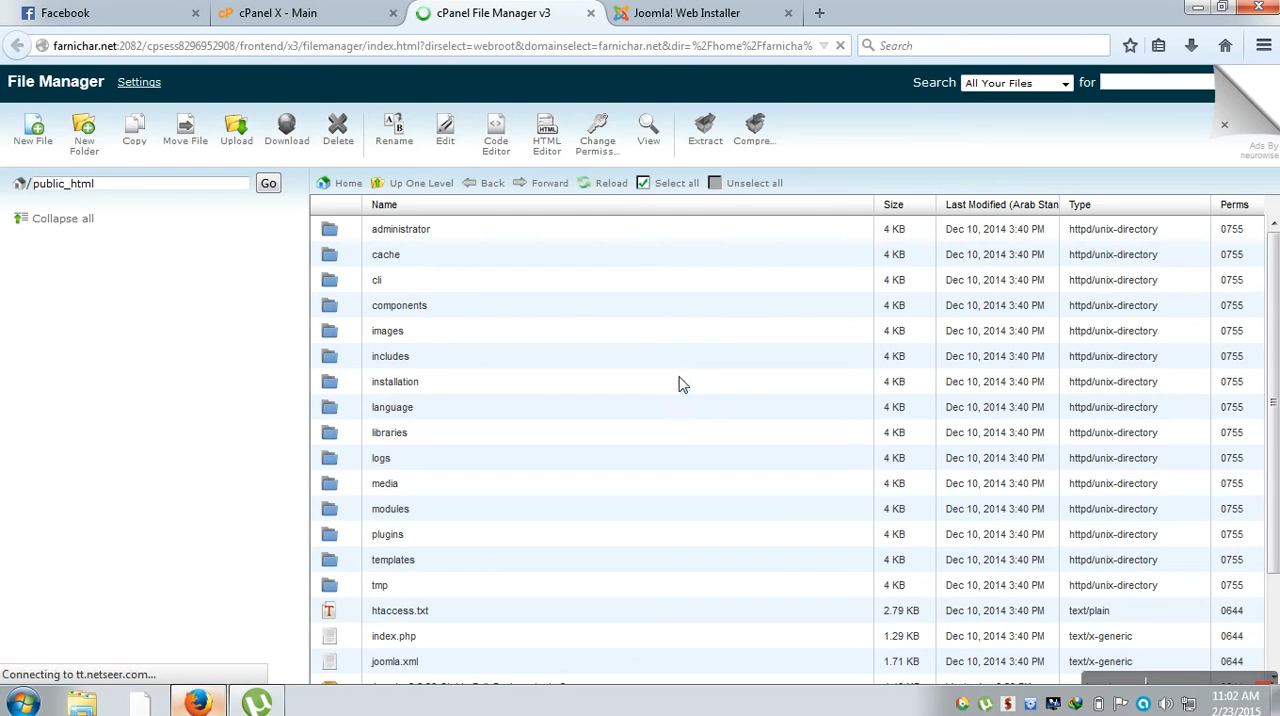 Facebook
cPanel X - Main
cPanel File Manager v3
Joomla! Web Installer
farnichar.net:2082/cpsess8296952908/frontend/x3/filemanager/index.html?dirselect=webroot&domainselect=farnichar.net&dir=%2Fhome%2Ffarnicha%
Search
File Manager Settings
Search All Your Files for
New File
New Folder
Copy
Move File
Upload
Download
Delete
Rename
Edit
Code Editor
HTML Editor
Change Permiss...
View
Extract
Compre...
Ads By
neurowise
/public_html Go
Home Up One Level Back Forward Reload Select all Unselect all
Collapse all
Name Size Last Modified (Arab Stan Type Perms
administrator 4 KB Dec 10, 2014 3:40 PM httpd/unix-directory 0755
cache 4 KB Dec 10, 2014 3:40 PM httpd/unix-directory 0755
cli 4 KB Dec 10, 2014 3:40 PM httpd/unix-directory 0755
components 4 KB Dec 10, 2014 3:40 PM httpd/unix-directory 0755
images 4 KB Dec 10, 2014 3:40 PM httpd/unix-directory 0755
includes 4 KB Dec 10, 2014 3:40 PM httpd/unix-directory 0755
installation 4 KB Dec 10, 2014 3:40 PM httpd/unix-directory 0755
language 4 KB Dec 10, 2014 3:40 PM httpd/unix-directory 0755
libraries 4 KB Dec 10, 2014 3:40 PM httpd/unix-directory 0755
logs 4 KB Dec 10, 2014 3:40 PM httpd/unix-directory 0755
media 4 KB Dec 10, 2014 3:40 PM httpd/unix-directory 0755
modules 4 KB Dec 10, 2014 3:40 PM httpd/unix-directory 0755
plugins 4 KB Dec 10, 2014 3:40 PM httpd/unix-directory 0755
templates 4 KB Dec 10, 2014 3:40 PM httpd/unix-directory 0755
tmp 4 KB Dec 10, 2014 3:40 PM httpd/unix-directory 0755
htaccess.txt 2.79 KB Dec 10, 2014 3:40 PM text/plain 0644
index.php 1.29 KB Dec 10, 2014 3:40 PM text/x-generic 0644
joomla.xml 1.71 KB Dec 10, 2014 3:40 PM text/x-generic 0644
Connecting to tt.netseer.com...
11:02 AM
2/23/2015